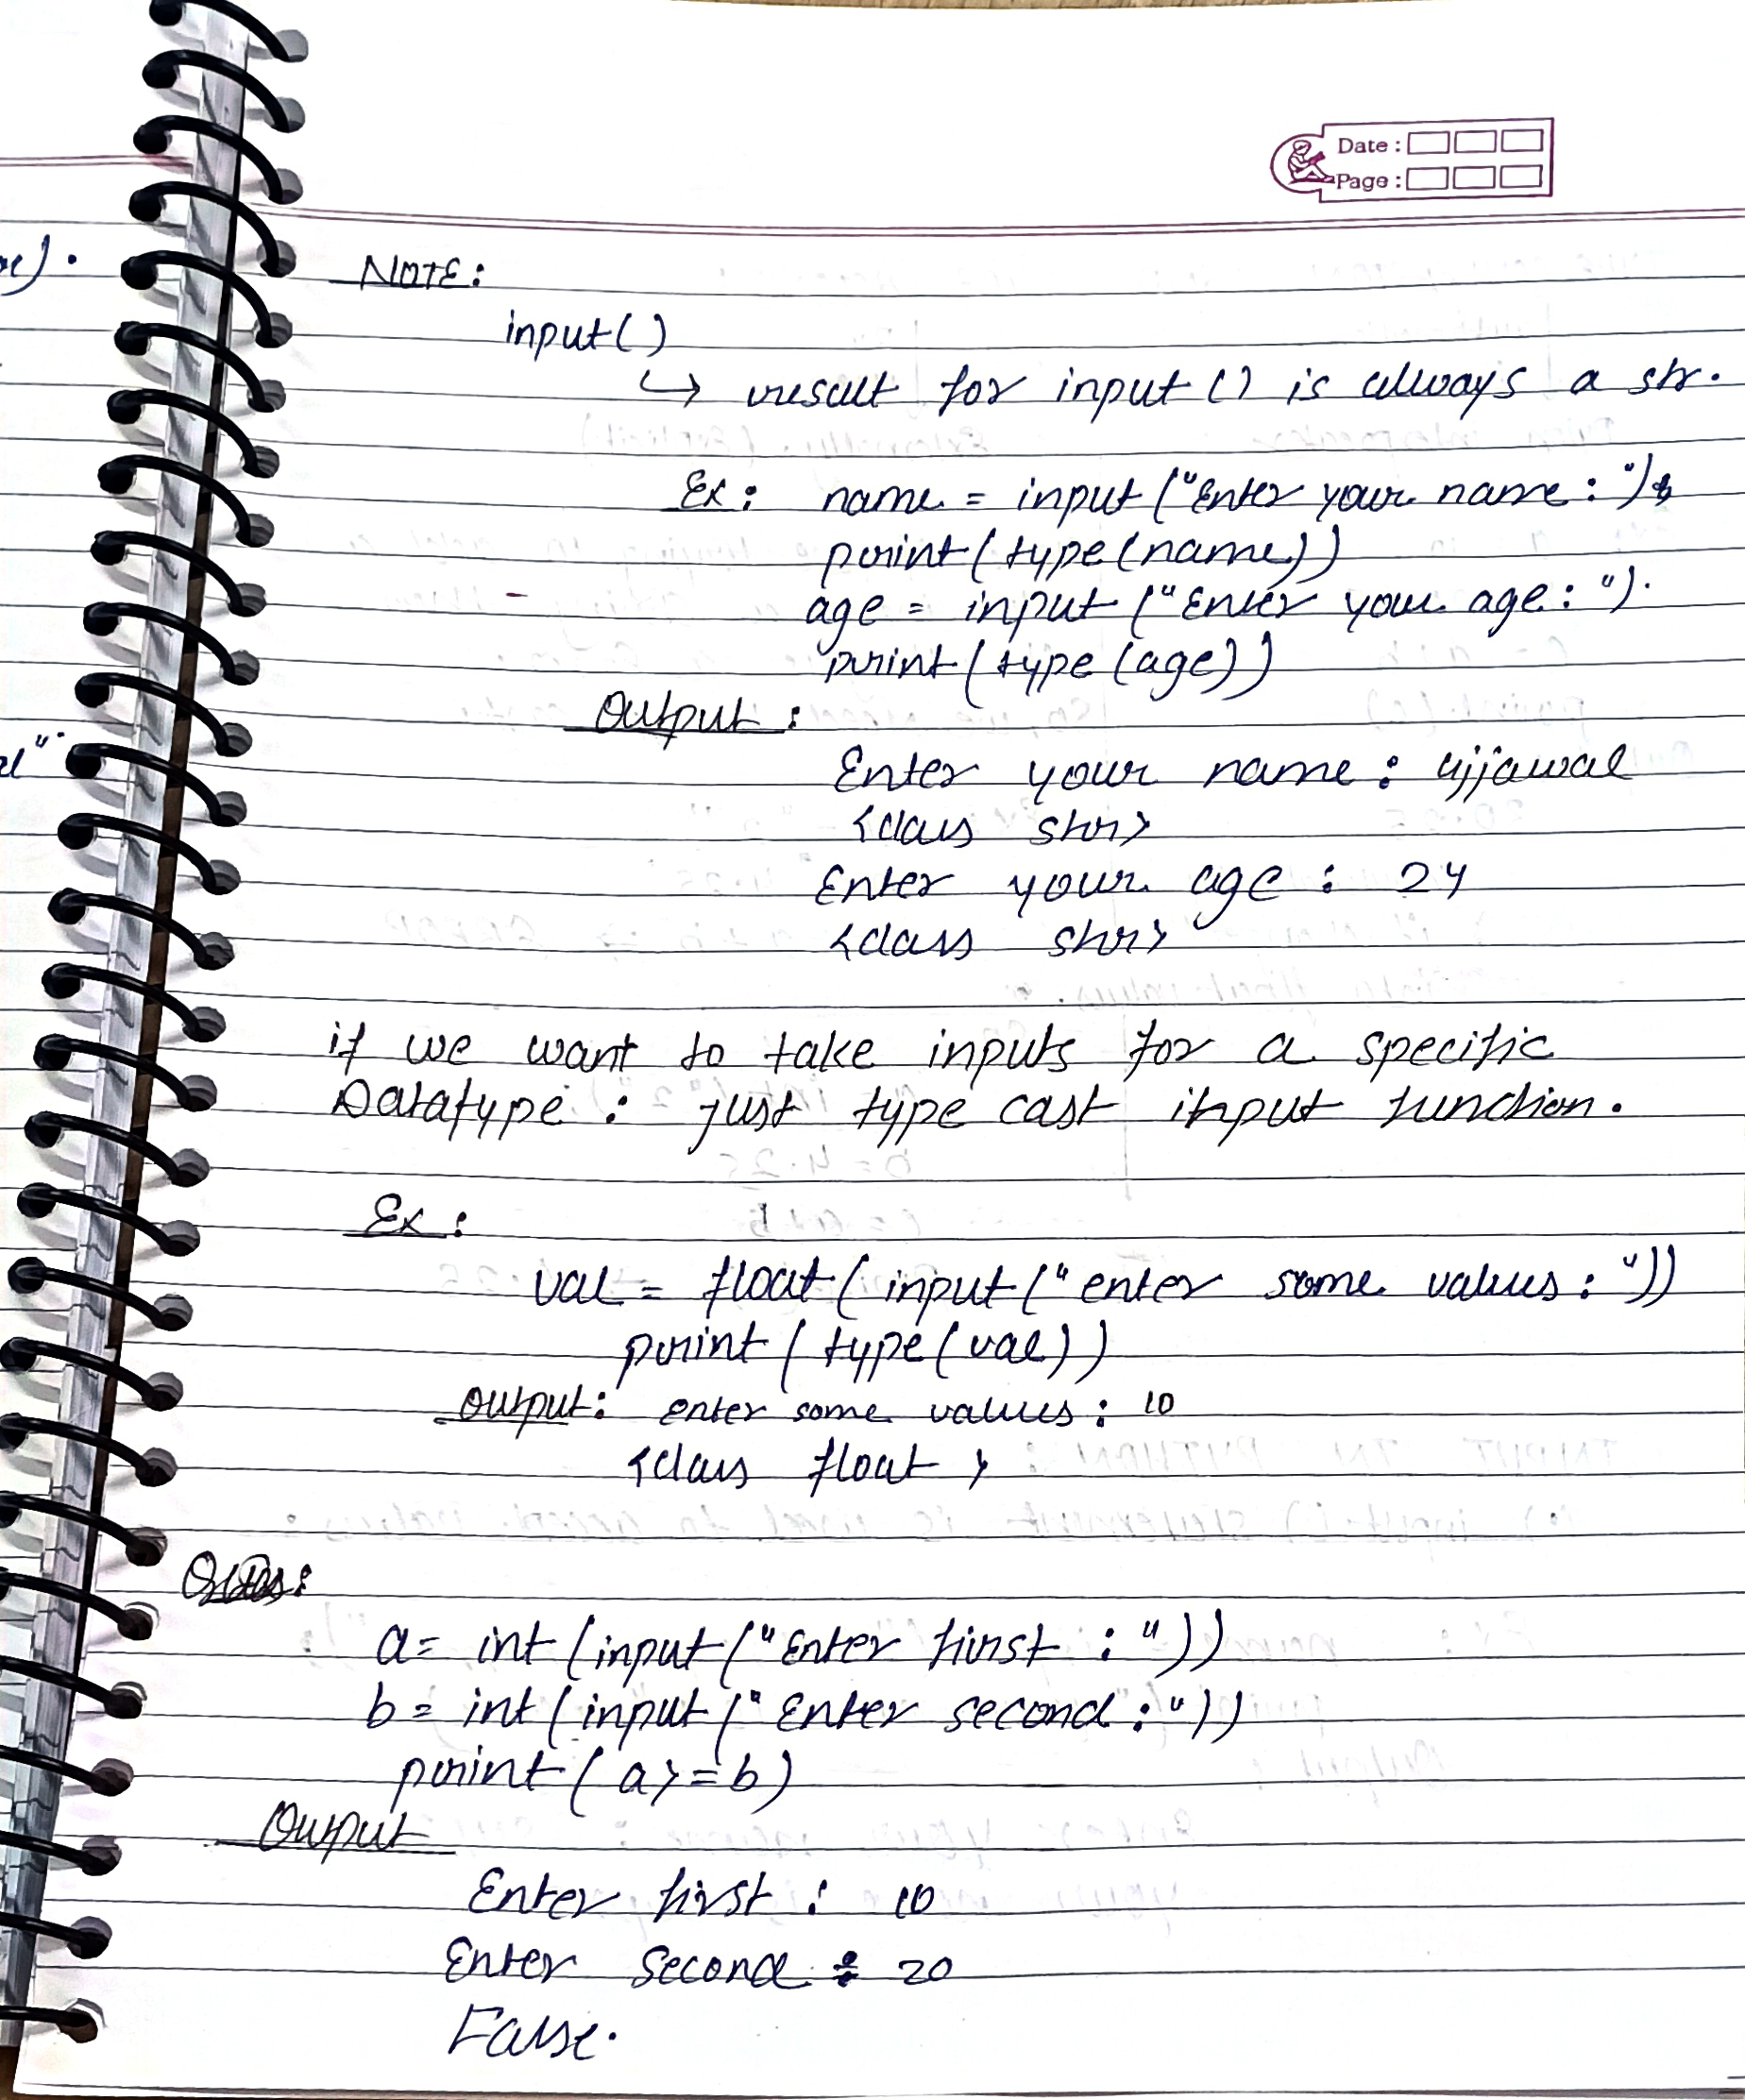 Date :
Page :
NOTE :
input ( )
↳ result for input () is always a str.
Ex : name = input ("Enter your name : ")
print ( type (name))
age = input ("Enter your age : ").
print ( type (age))
Output :
Enter your name : ujjawal
<class str>
Enter your age : 24
<class str>
if we want to take inputs for a specific
Datatype : just type cast input function.
Ex :
val = float ( input ("enter some values : "))
print ( type (val))
output : enter some values : 10
<class float >
Ques :
a = int (input ("Enter first : "))
b = int (input ("Enter second : "))
print ( a >= b)
Output
Enter first : 10
Enter second : 20
False.